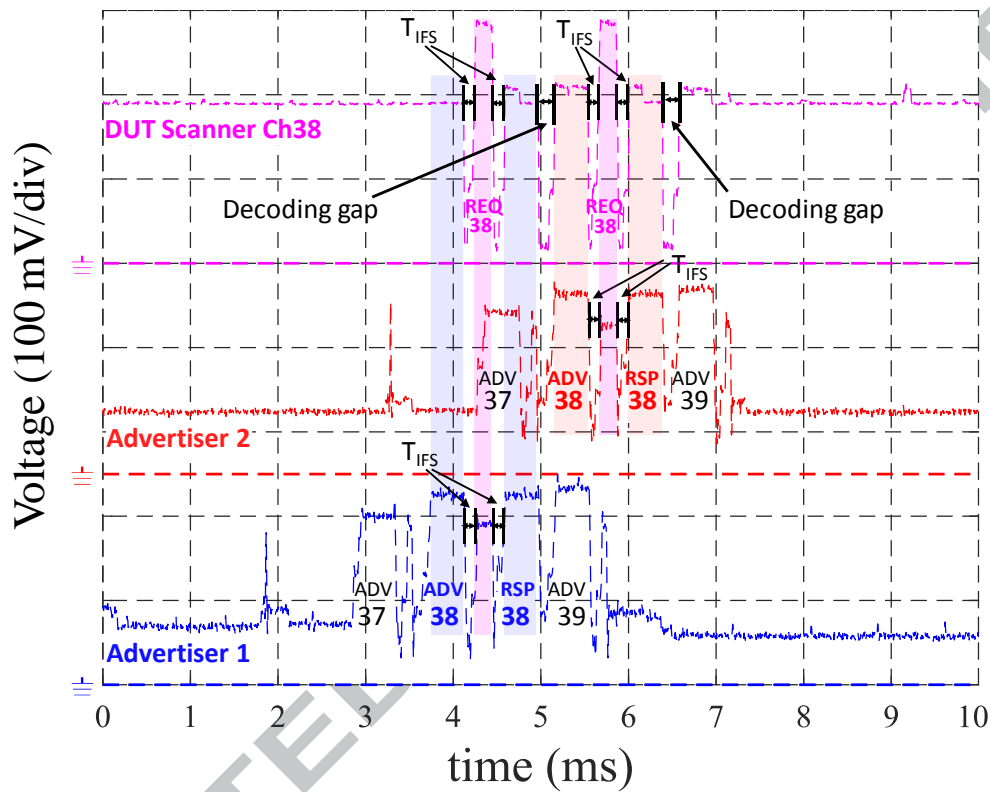 T_IFS
T_IFS
DUT Scanner Ch38
Decoding gap
REQ
38
REQ
38
Decoding gap
T_IFS
ADV
37
ADV
38
RSP
38
ADV
39
Advertiser 2
T_IFS
ADV
37
ADV
38
RSP
38
ADV
39
Advertiser 1
Voltage (100 mV/div)
0 1 2 3 4 5 6 7 8 9 10
time (ms)
TEL